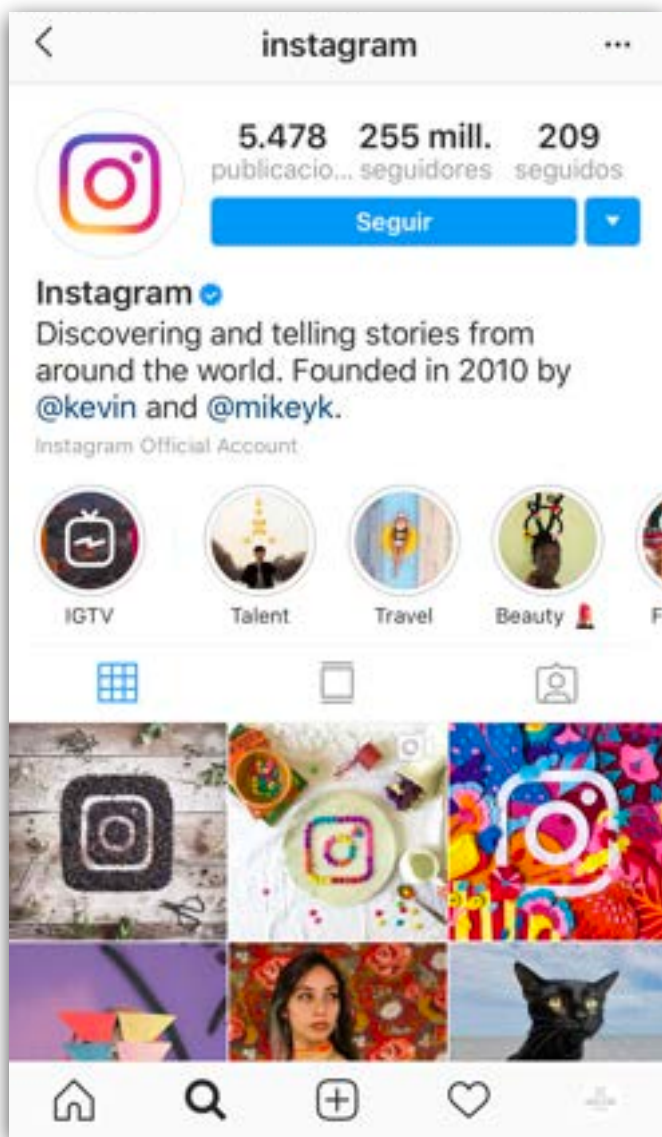 instagram
5.478 255 mill. 209
publicacio... seguidores seguidos
Seguir
Instagram
Discovering and telling stories from
around the world. Founded in 2010 by
@kevin and @mikeyk.
Instagram Official Account
IGTV Talent Travel Beauty F